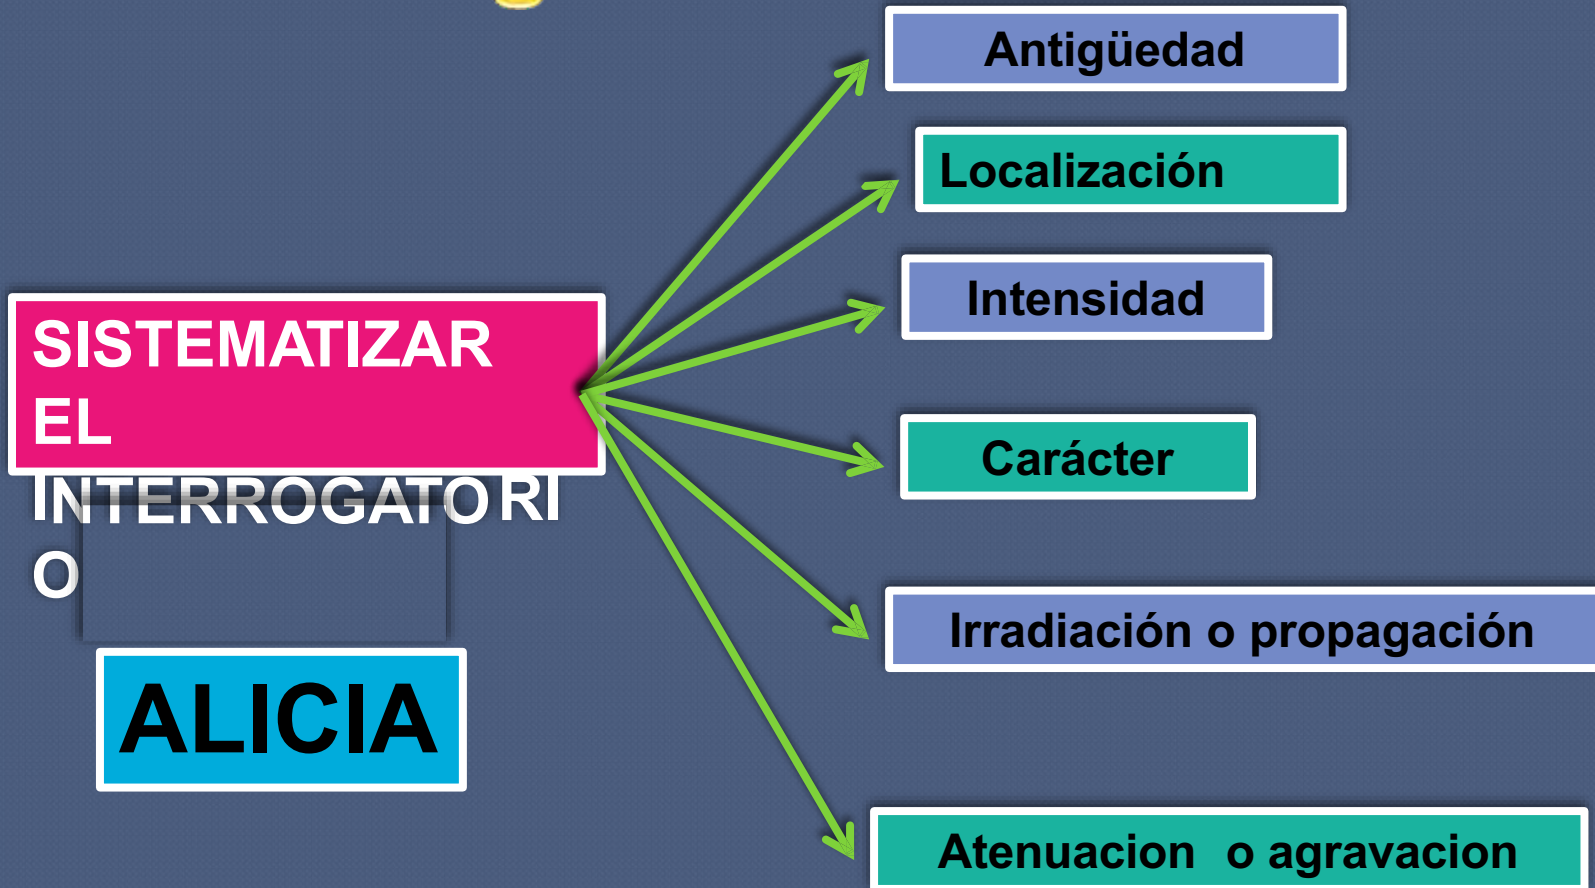 SISTEMATIZAR
EL
INTERROGATORI
O
ALICIA
Antigüedad
Localización
Intensidad
Carácter
Irradiación o propagación
Atenuacion o agravacion